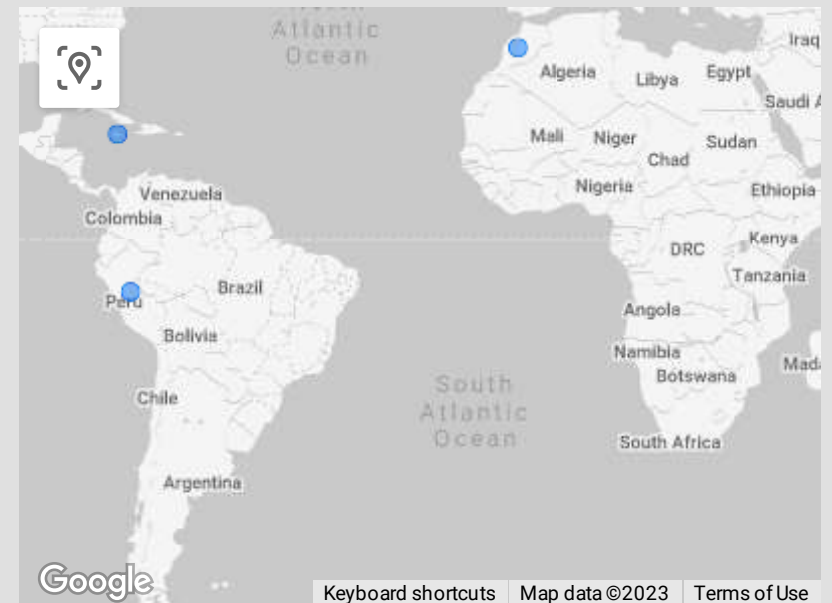 Atlantic
Ocean
Iraq
Algeria
Libya
Egypt
Saudi A
Mali
Niger
Sudan
Chad
Nigeria
Ethiopia
Venezuela
Colombia
Kenya
DRC
Tanzania
Brazil
Peru
Angola
Bolivia
Namibia
Botswana
Mada
Chile
South
Atlantic
Ocean
South Africa
Argentina
Google
Keyboard shortcuts
Map data ©2023
Terms of Use